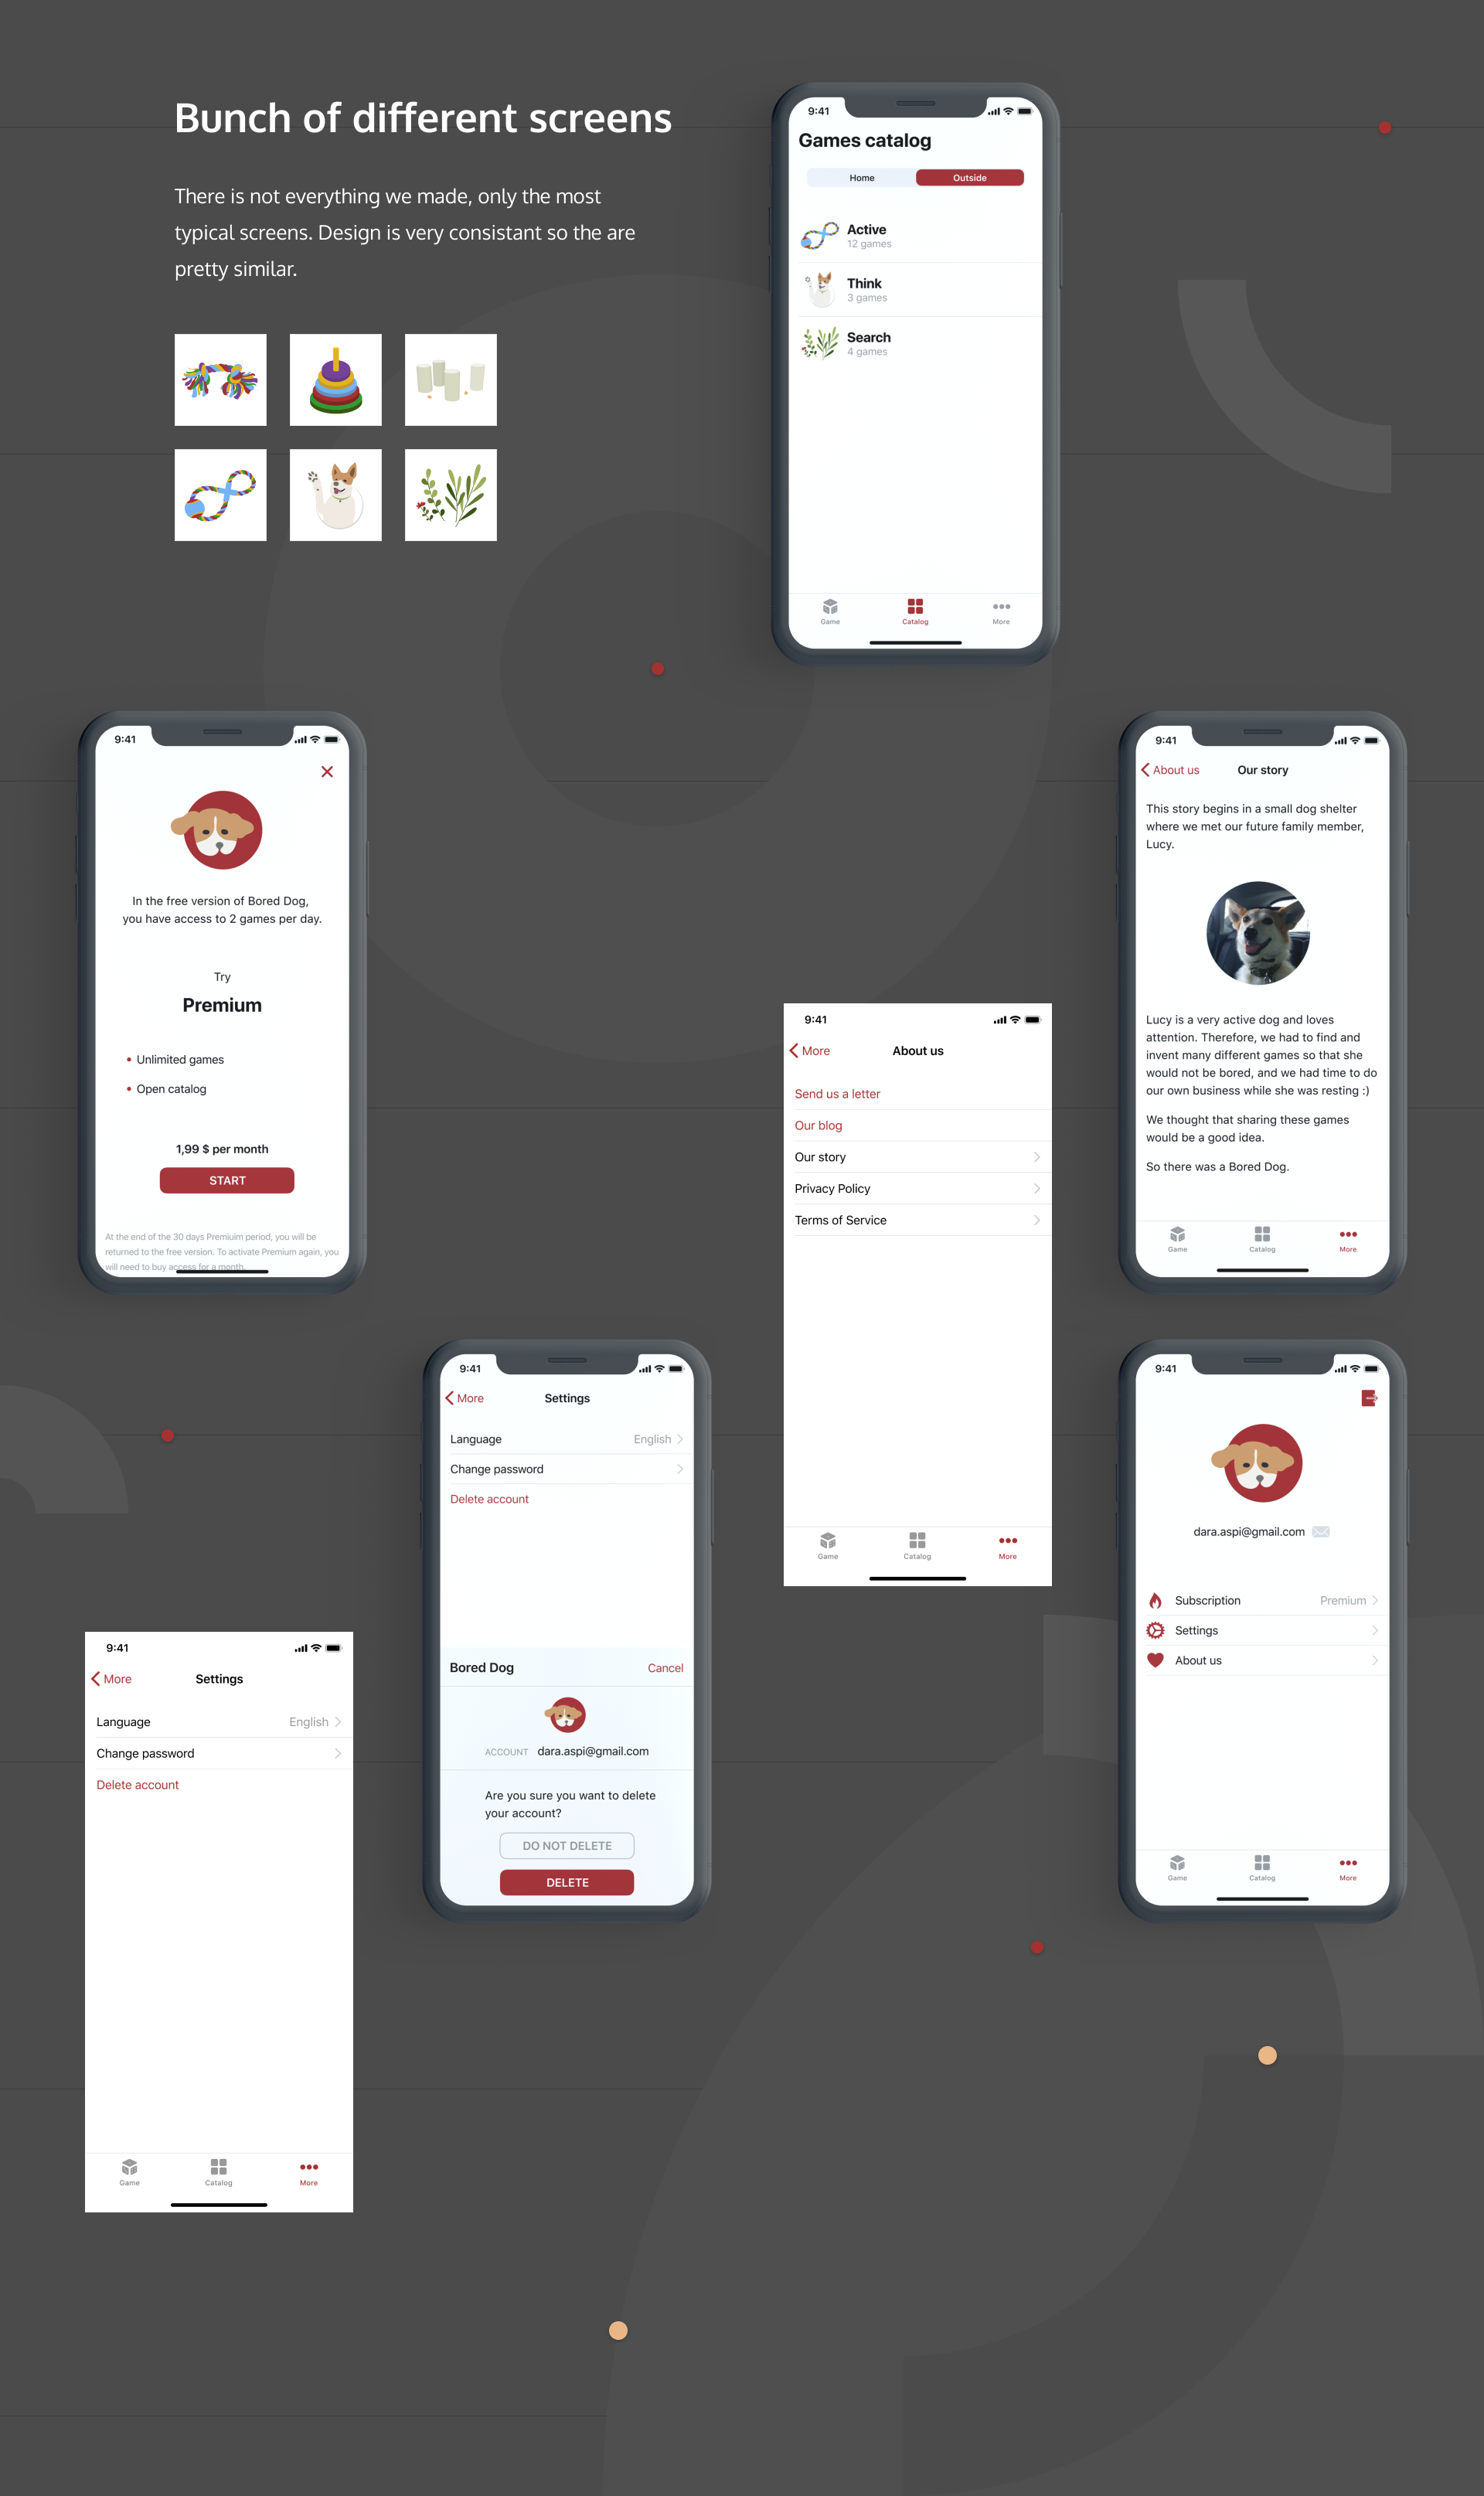 Bunch of different screens
There is not everything we made, only the most
typical screens. Design is very consistant so the are
pretty similar.
9:41
Games catalog
Home
Outside
Active
12 games
Think
3 games
Search
4 games
Game
Catalog
More
9:41
In the free version of Bored Dog,
you have access to 2 games per day.
Try
Premium
• Unlimited games
• Open catalog
1,99 $ per month
START
At the end of the 30 days Premiuim period, you will be
returned to the free version. To activate Premium again, you
will need to buy access for a month.
9:41
About us
Our story
This story begins in a small dog shelter
where we met our future family member,
Lucy.
Lucy is a very active dog and loves
attention. Therefore, we had to find and
invent many different games so that she
would not be bored, and we had time to do
our own business while she was resting :)
We thought that sharing these games
would be a good idea.
So there was a Bored Dog.
Game
Catalog
More
9:41
More
About us
Send us a letter
Our blog
Our story
Privacy Policy
Terms of Service
Game
Catalog
More
9:41
More
Settings
Language
English
Change password
Delete account
Bored Dog
Cancel
ACCOUNT dara.aspi@gmail.com
Are you sure you want to delete
your account?
DO NOT DELETE
DELETE
9:41
dara.aspi@gmail.com
Subscription
Premium
Settings
About us
Game
Catalog
More
9:41
More
Settings
Language
English
Change password
Delete account
Game
Catalog
More